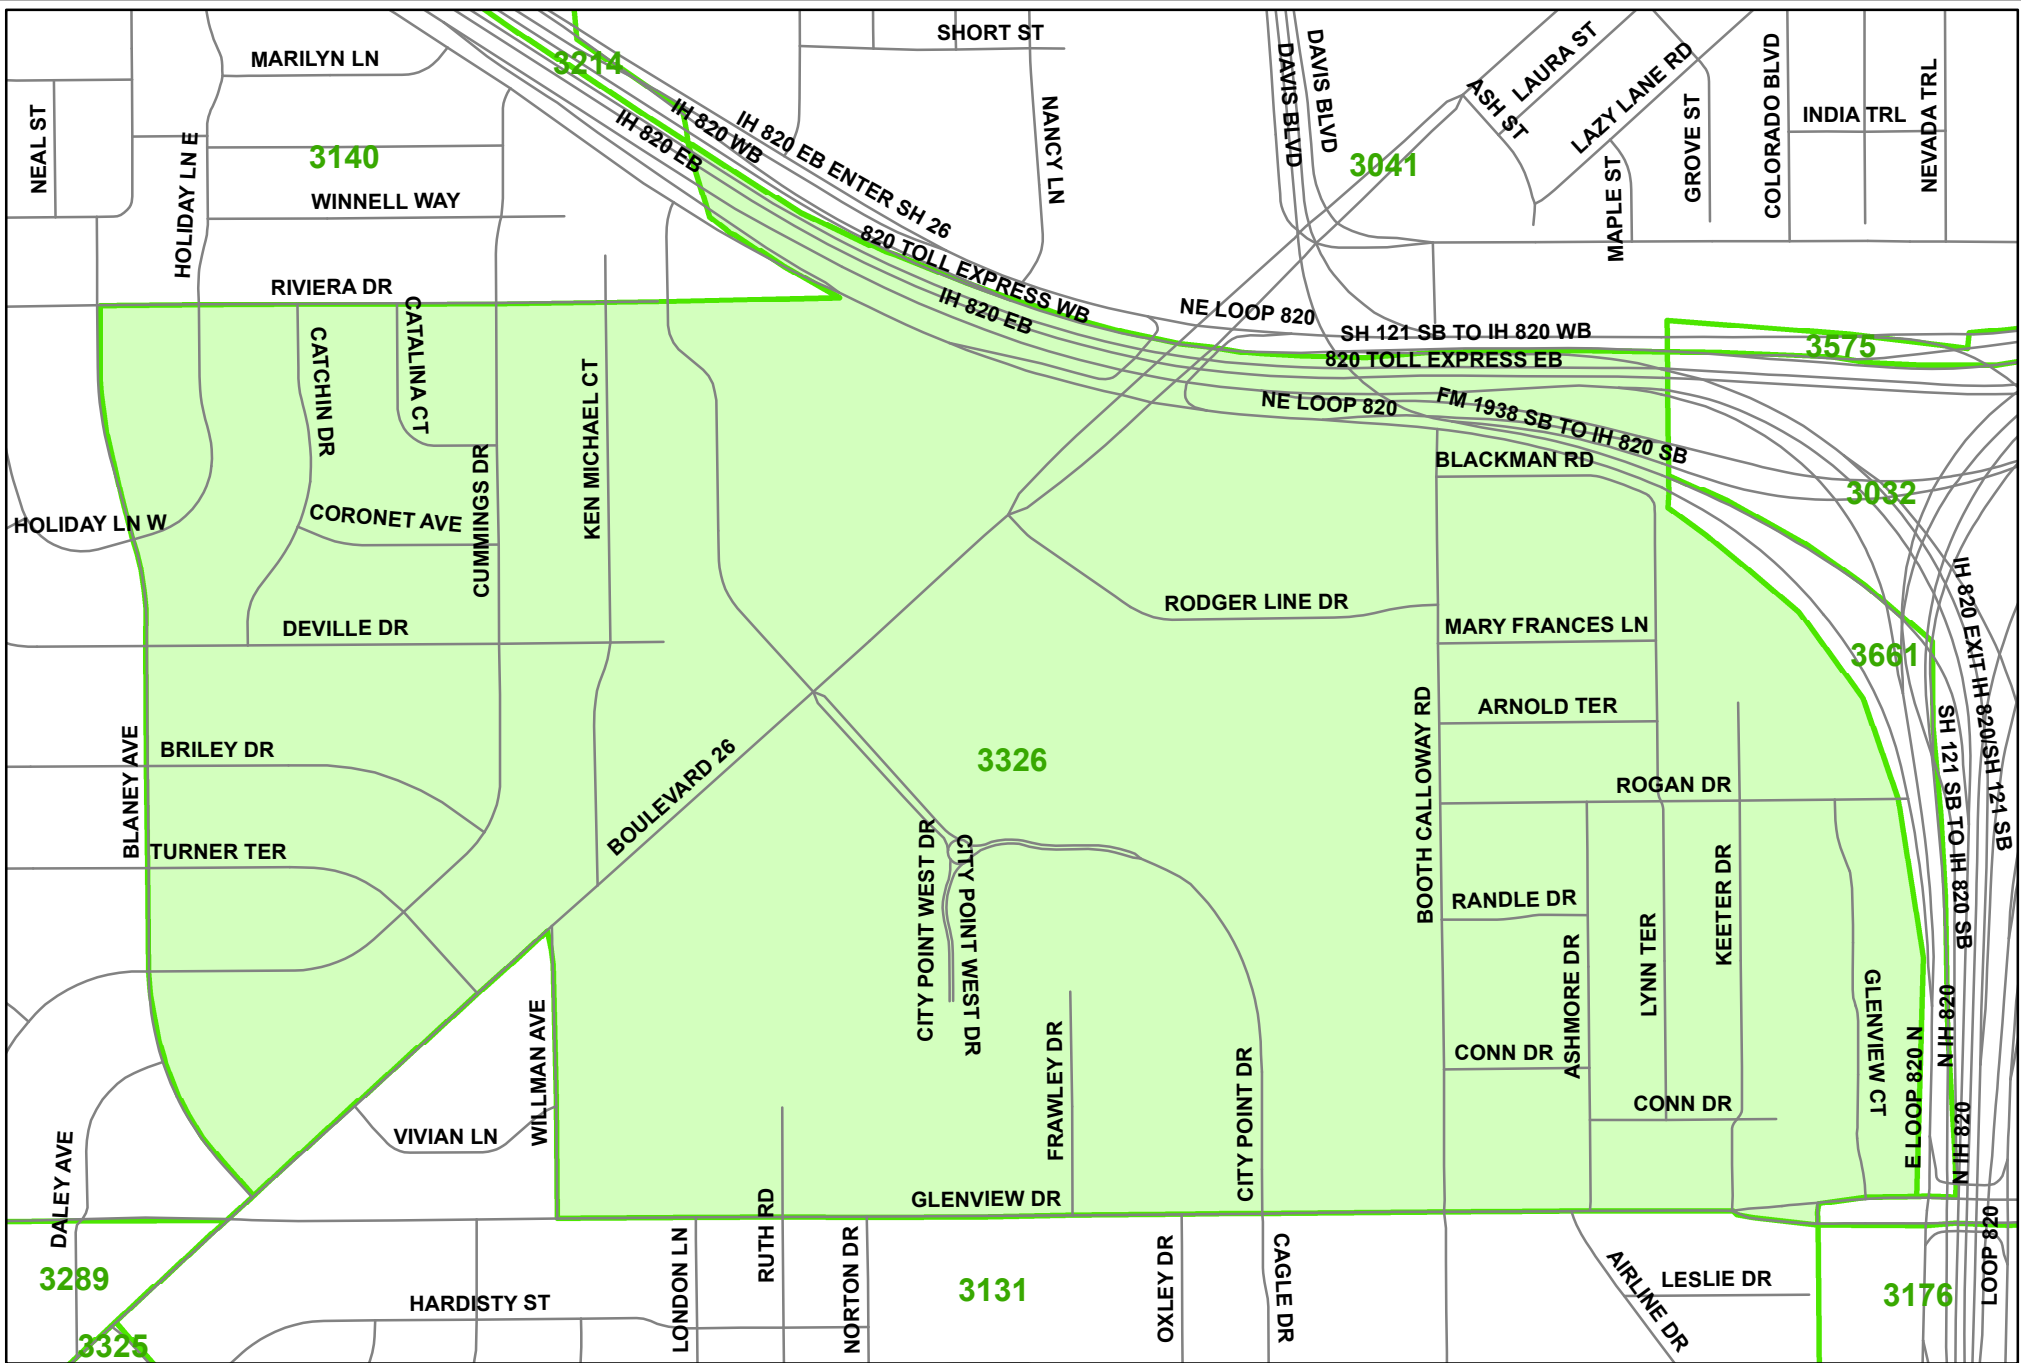 SHORT ST
MARILYN LN
3214
DAVIS BLVD
DAVIS BLVD
LAURA ST
LAZY LANE RD
ASH ST
COLORADO BLVD
NEVADA TRL
INDIA TRL
GROVE ST
MAPLE ST
NEAL ST
HOLIDAY LN E
3140
IH 820 WB
IH 820 EB
IH 820 EB ENTER SH 26
NANCY LN
3041
WINNELL WAY
820 TOLL EXPRESS WB
IH 820 EB
RIVIERA DR
NE LOOP 820
SH 121 SB TO IH 820 WB
820 TOLL EXPRESS EB
3575
CATCHIN DR
CATALINA CT
KEN MICHAEL CT
NE LOOP 820
FM 1938 SB TO IH 820 SB
BLACKMAN RD
3032
HOLIDAY LN W
CORONET AVE
CUMMINGS DR
IH 820 EXIT IH 820/SH 121 SB
RODGER LINE DR
DEVILLE DR
MARY FRANCES LN
3661
ARNOLD TER
BOOTH CALLOWAY RD
SH 121 SB TO IH 820 SB
BRILEY DR
BLANEY AVE
BOULEVARD 26
3326
ROGAN DR
TURNER TER
CITY POINT WEST DR
CITY POINT WEST DR
RANDLE DR
KEETER DR
LYNN TER
ASHMORE DR
GLENVIEW CT
N IH 820
E LOOP 820 N
WILLMAN AVE
FRAWLEY DR
CITY POINT DR
CONN DR
CONN DR
N IH 820
VIVIAN LN
DALEY AVE
GLENVIEW DR
RUTH RD
LONDON LN
NORTON DR
OXLEY DR
CAGLE DR
AIRLINE DR
LESLIE DR
LOOP 820
3289
3131
3176
HARDISTY ST
3325